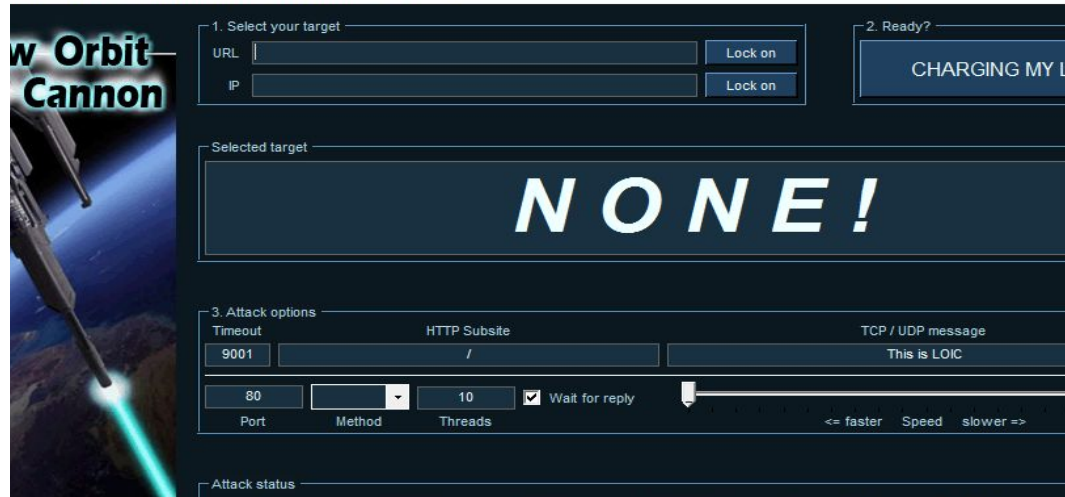 w Orbit
Cannon
1. Select your target
URL
Lock on
IP
Lock on
2. Ready?
CHARGING MY L
Selected target
NONE!
3. Attack options
Timeout
HTTP Subsite
TCP / UDP message
9001
/
This is LOIC
80
10
Wait for reply
Port
Method
Threads
<= faster Speed slower =>
Attack status